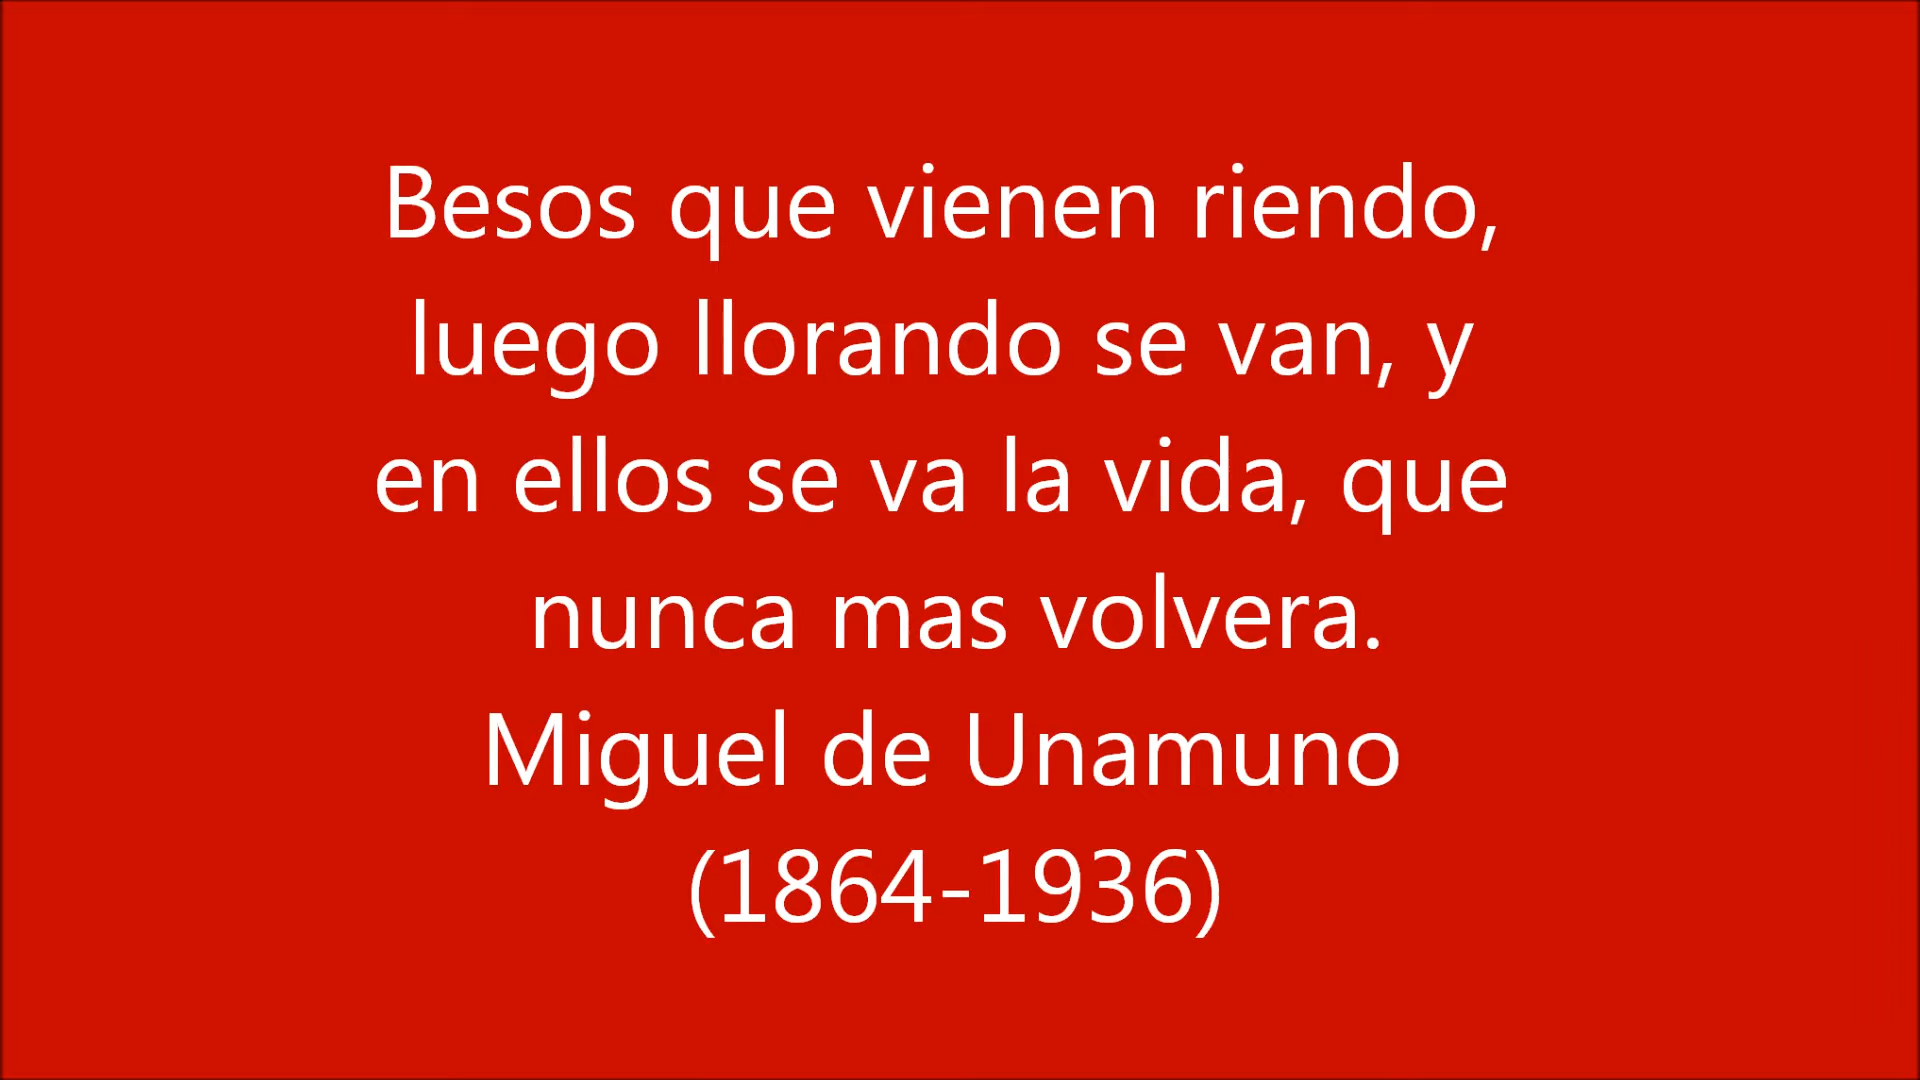 Besos que vienen riendo,
luego llorando se van, y
en ellos se va la vida, que
nunca mas volvera.
Miguel de Unamuno
(1864-1936)